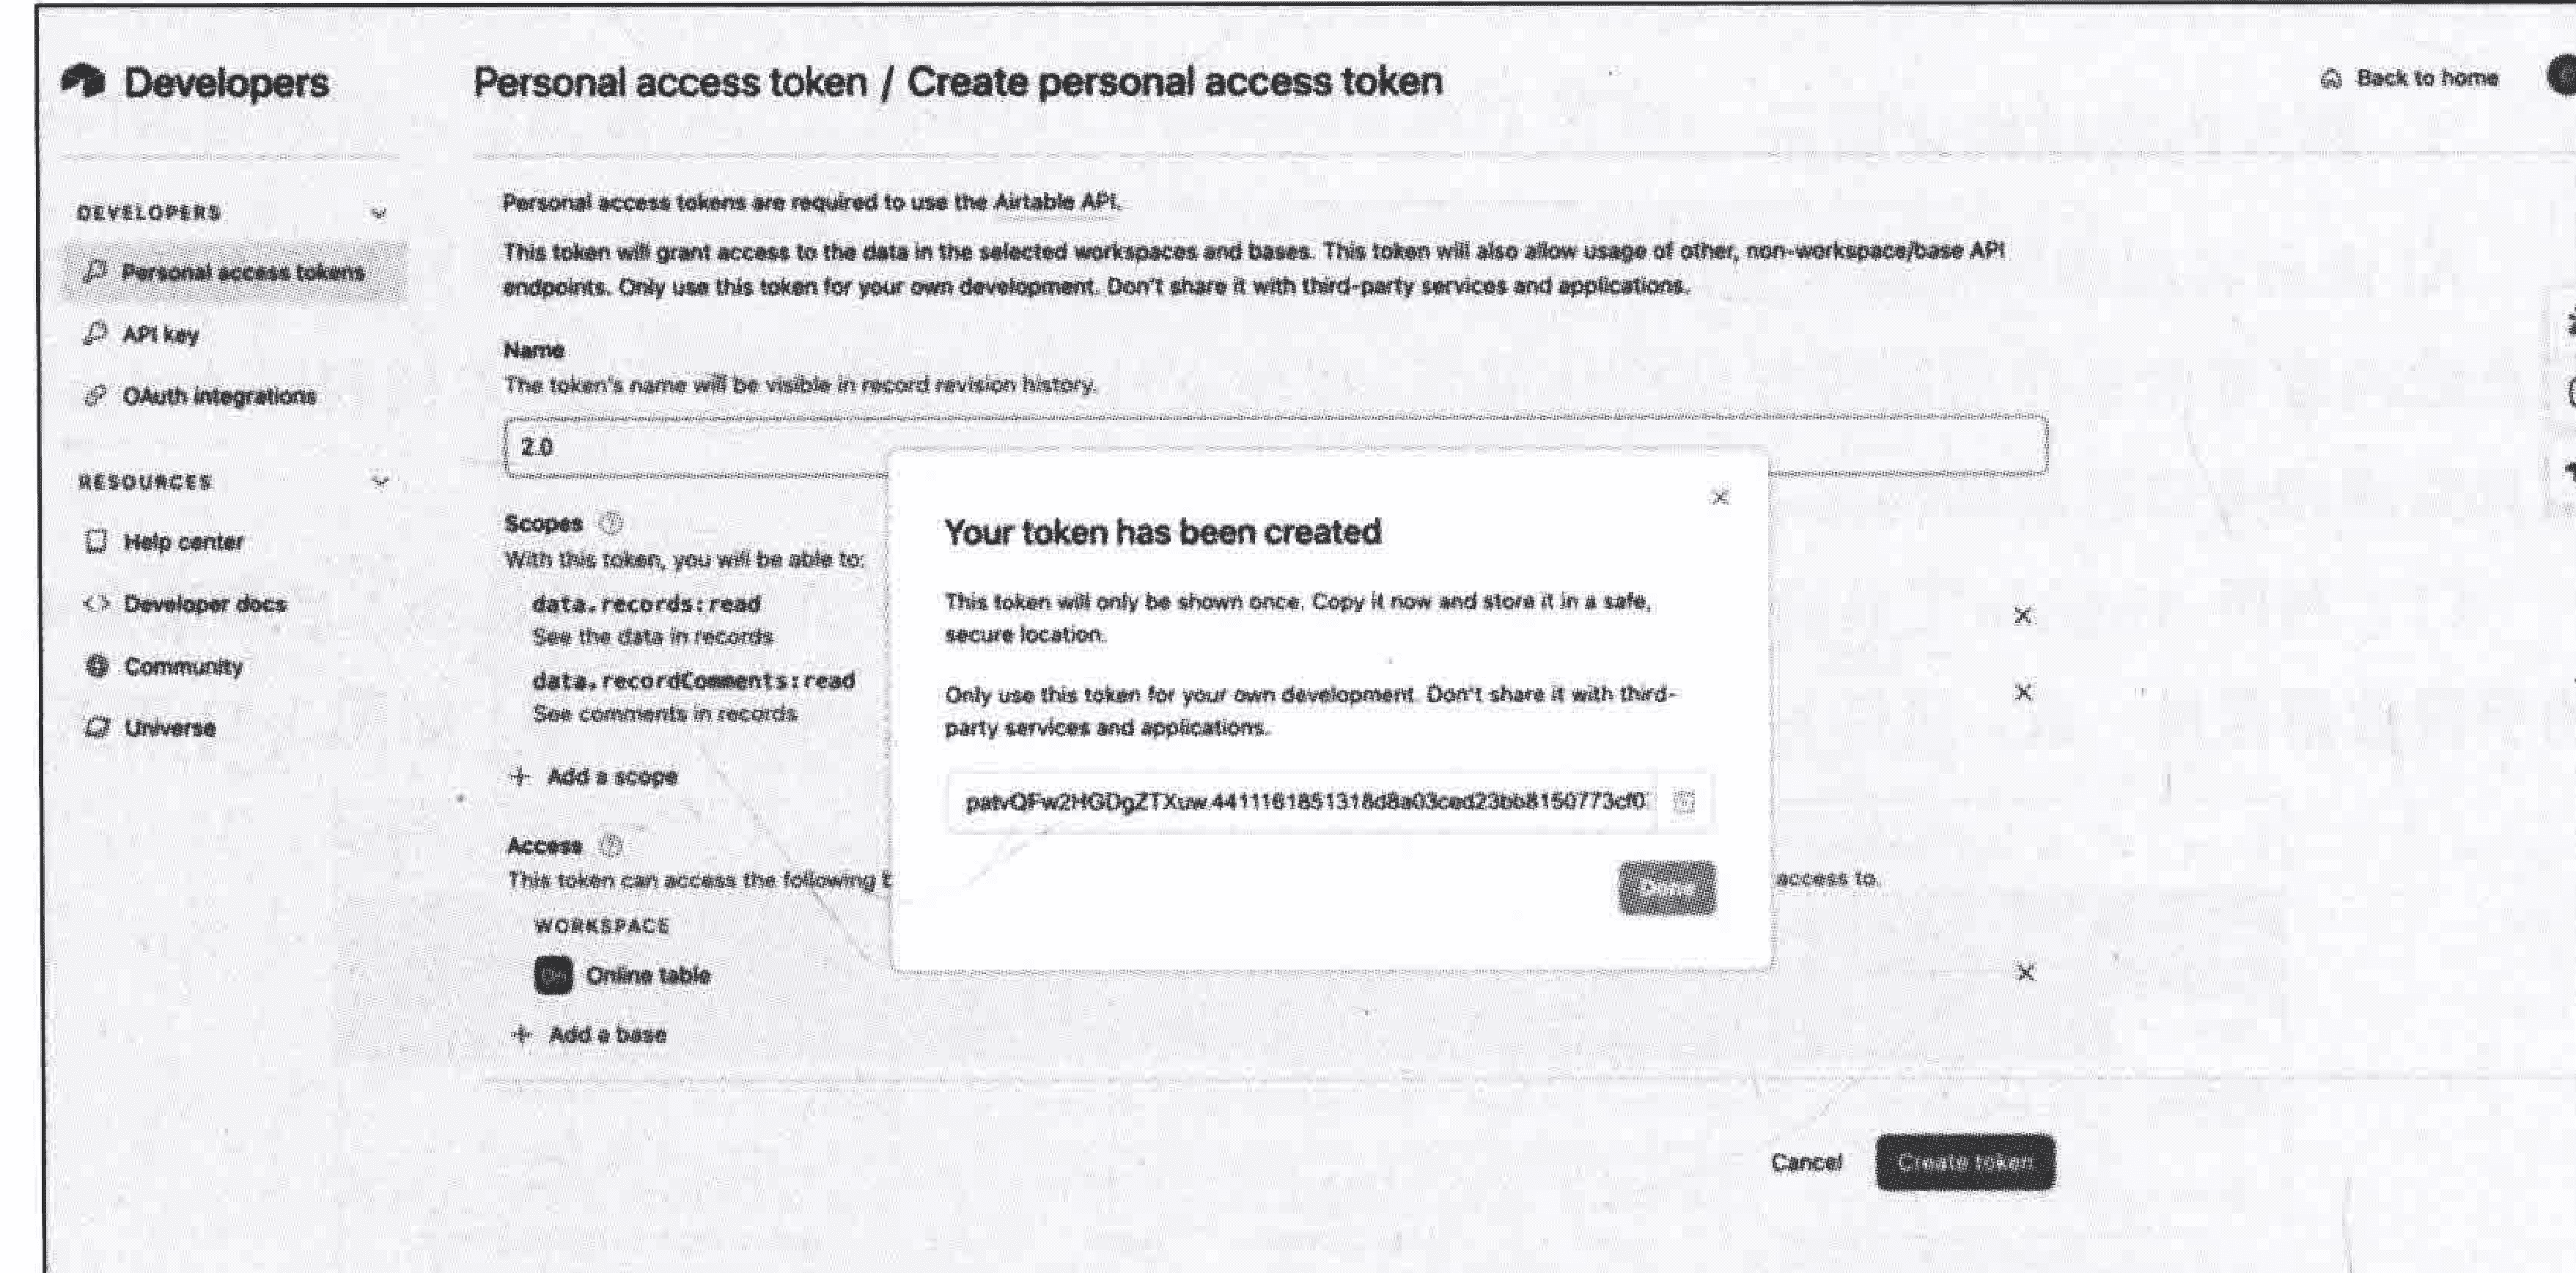 Developers
Personal access token / Create personal access token
Back to home
DEVELOPERS
Personal access tokens
API key
OAuth integrations
RESOURCES
Help center
Developer docs
Community
Universe
Personal access tokens are required to use the Airtable API.
This token will grant access to the data in the selected workspaces and bases. This token will also allow usage of other, non-workspace/base API
endpoints. Only use this token for your own development. Don't share it with third-party services and applications.
Name
The token's name will be visible in record revision history.
2.0
Scopes
With this token, you will be able to:
data.records:read
See the data in records
data.recordComments:read
See comments in records
+ Add a scope
Access
This token can access the following
access to.
WORKSPACE
Online table
+ Add a base
Your token has been created
This token will only be shown once. Copy it now and store it in a safe,
secure location.
Only use this token for your own development. Don't share it with third-
party services and applications.
Done
Cancel
Create token